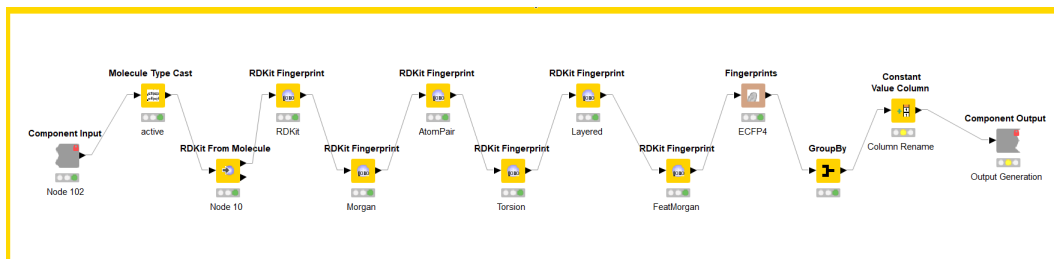 Component Input
Node 102
Molecule Type Cast
active
RDKit From Molecule
Node 10
RDKit Fingerprint
RDKit
RDKit Fingerprint
Morgan
RDKit Fingerprint
AtomPair
RDKit Fingerprint
Torsion
RDKit Fingerprint
Layered
RDKit Fingerprint
FeatMorgan
Fingerprints
ECFP4
GroupBy
Constant
Value Column
Column Rename
Component Output
Output Generation